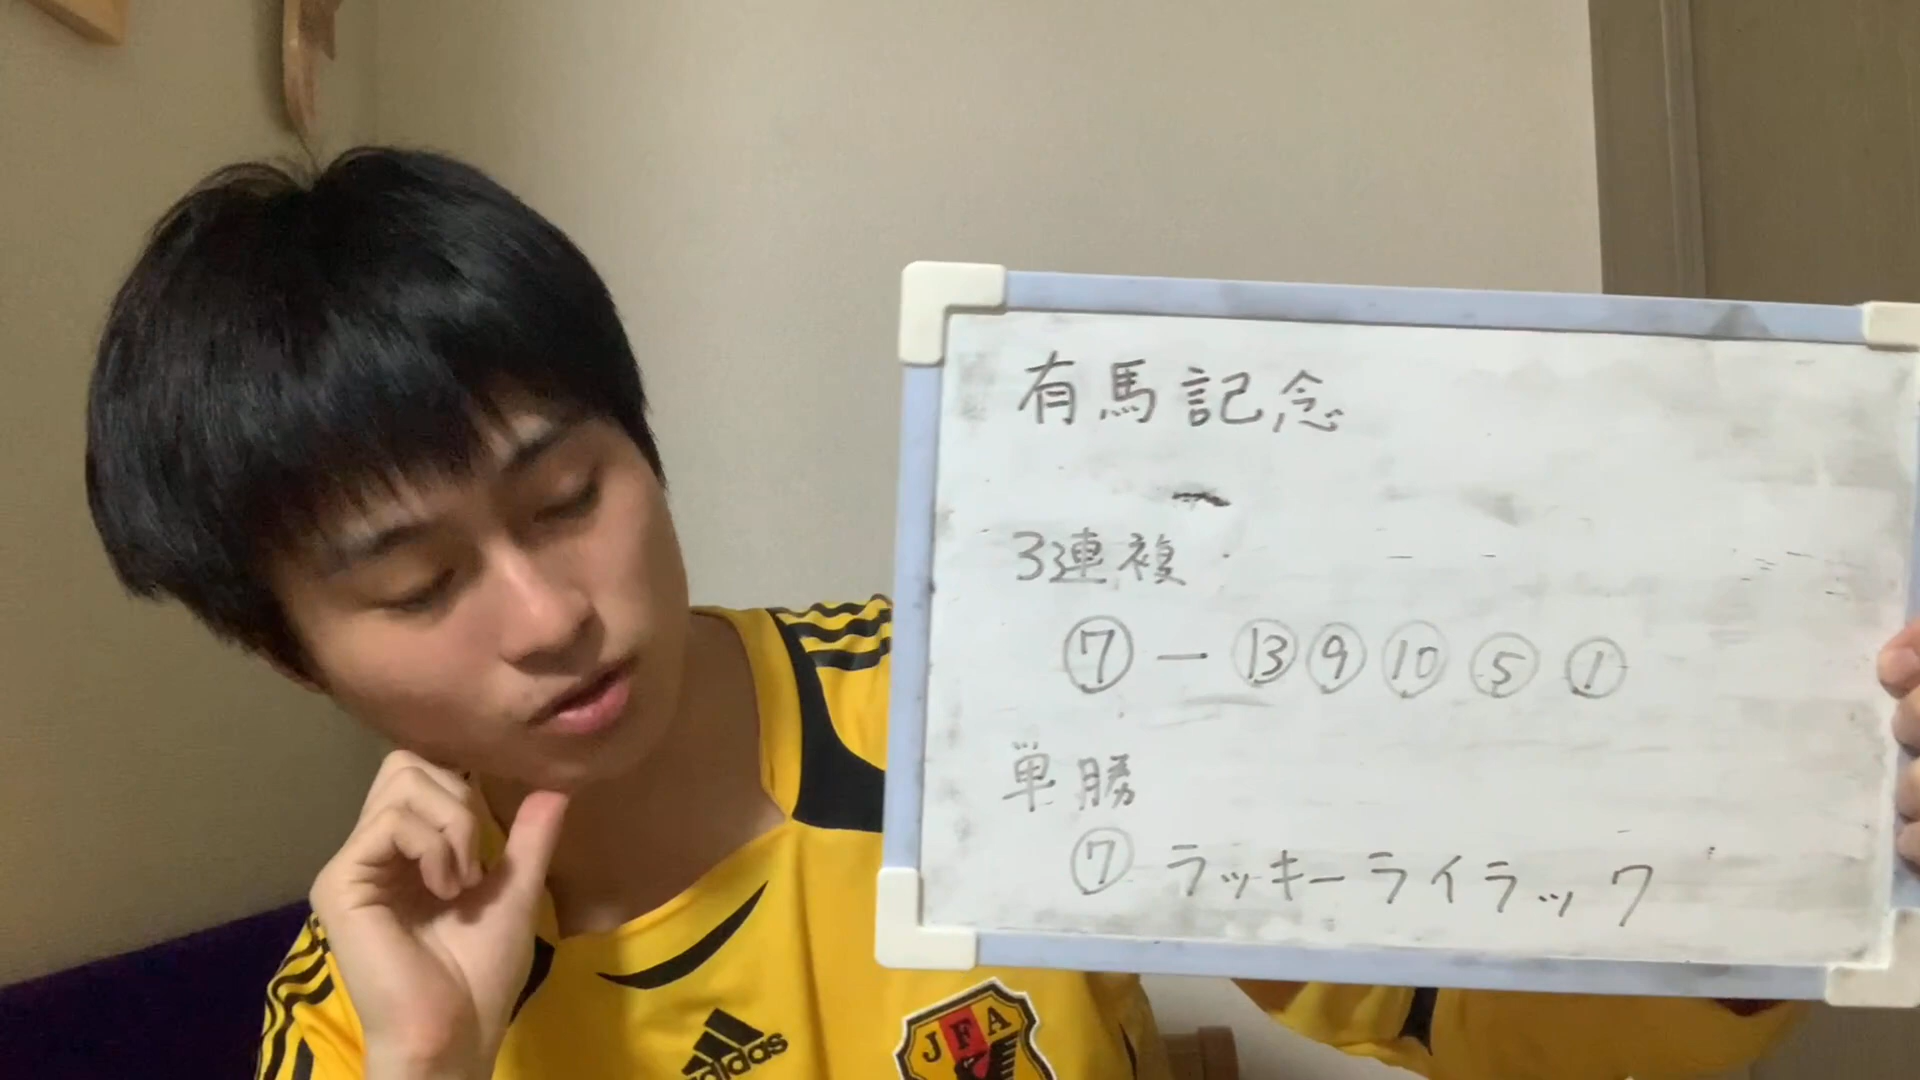 有馬記念
3連複
⑦ー⑬⑨⑩⑤①
単勝
⑦ラッキーライラック
adidas
JFA